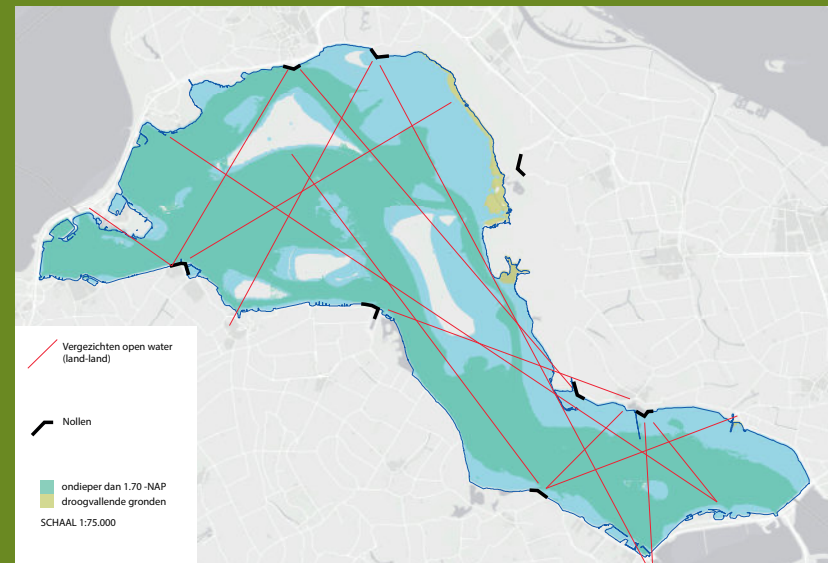 Vergezichten open water
(land-land)
Nollen
ondieper dan 1.70 -NAP
droogvallende gronden
SCHAAL 1:75.000